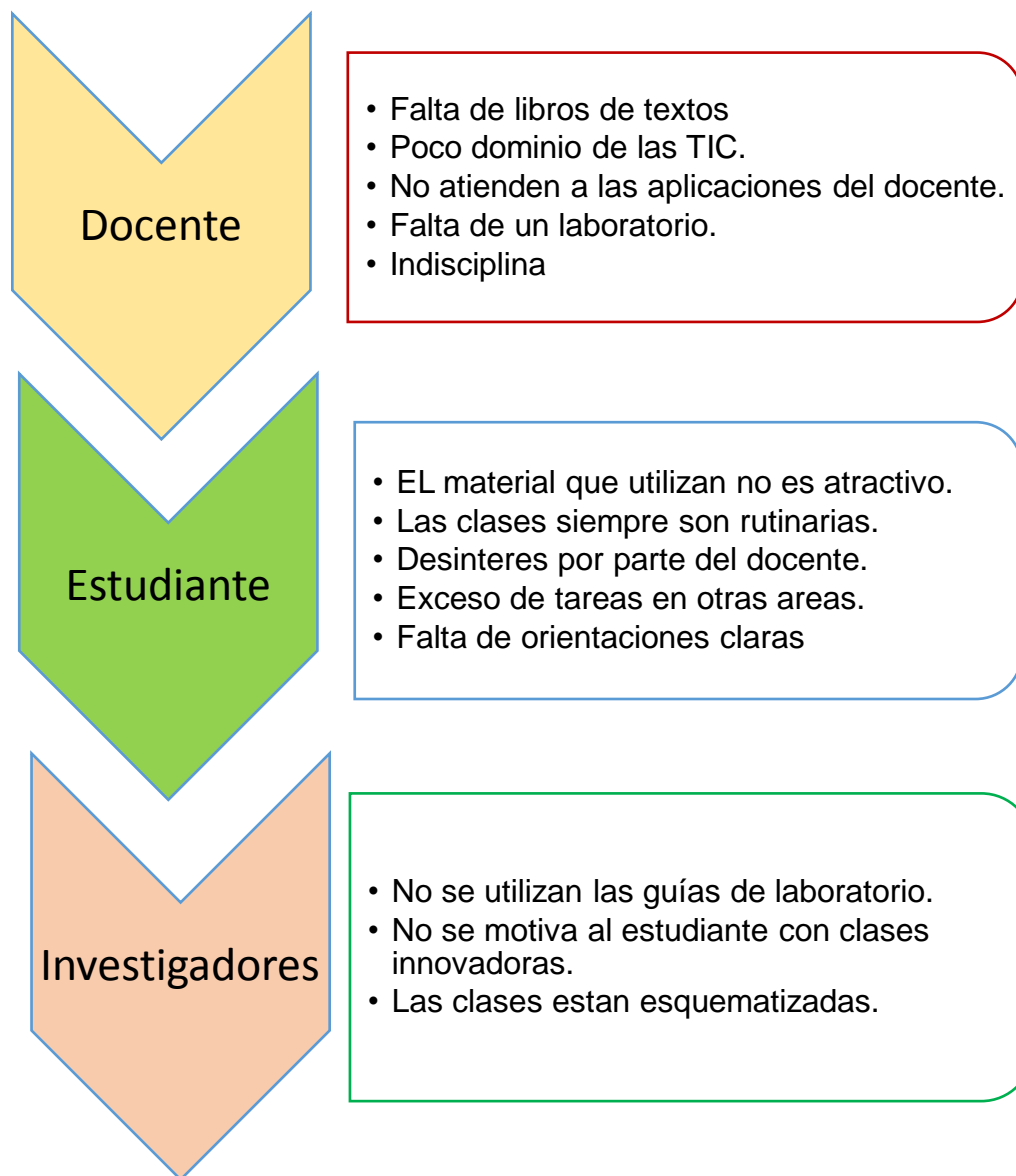 Docente
• Falta de libros de textos
• Poco dominio de las TIC.
• No atienden a las aplicaciones del docente.
• Falta de un laboratorio.
• Indisciplina
Estudiante
• EL material que utilizan no es atractivo.
• Las clases siempre son rutinarias.
• Desinteres por parte del docente.
• Exceso de tareas en otras areas.
• Falta de orientaciones claras
Investigadores
• No se utilizan las guías de laboratorio.
• No se motiva al estudiante con clases
innovadoras.
• Las clases estan esquematizadas.